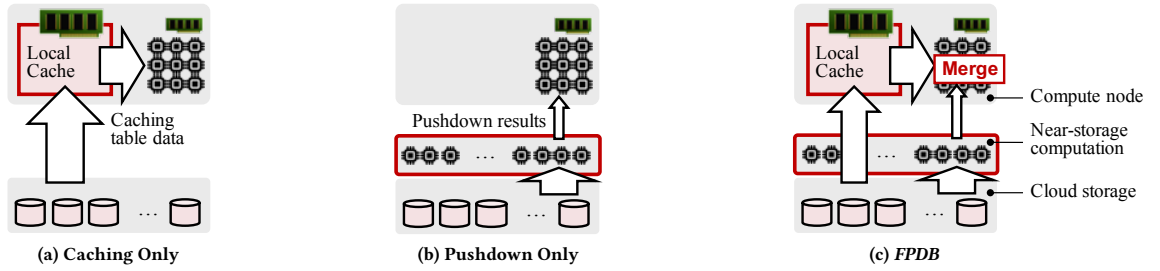 Local
Cache
Caching
table data
(a) Caching Only
Pushdown results
...
...
(b) Pushdown Only
Local
Cache
Merge
Compute node
Near-storage
computation
...
Cloud storage
...
(c) FPDB
...